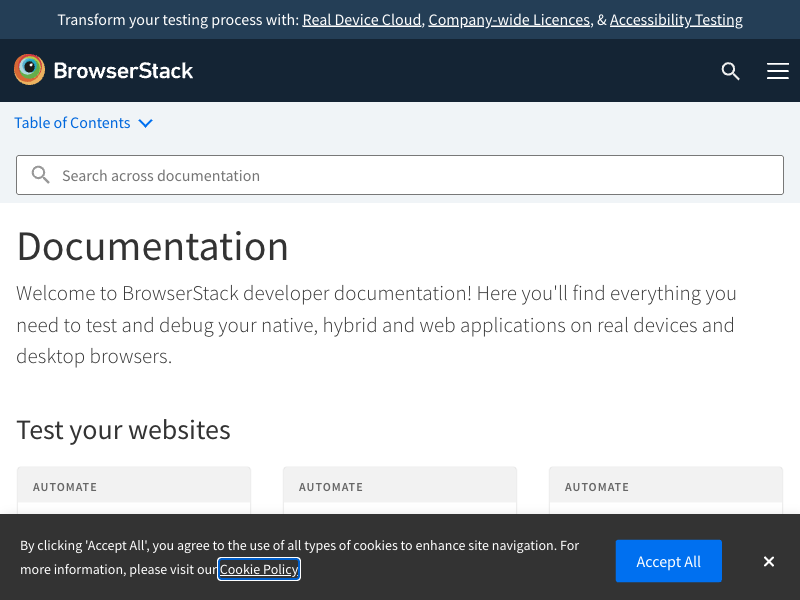 Transform your testing process with: Real Device Cloud, Company-wide Licences, & Accessibility Testing
BrowserStack
Table of Contents
Search across documentation
Documentation
Welcome to BrowserStack developer documentation! Here you'll find everything you
need to test and debug your native, hybrid and web applications on real devices and
desktop browsers.
Test your websites
AUTOMATE
AUTOMATE
AUTOMATE
By clicking 'Accept All', you agree to the use of all types of cookies to enhance site navigation. For
more information, please visit our Cookie Policy
Accept All